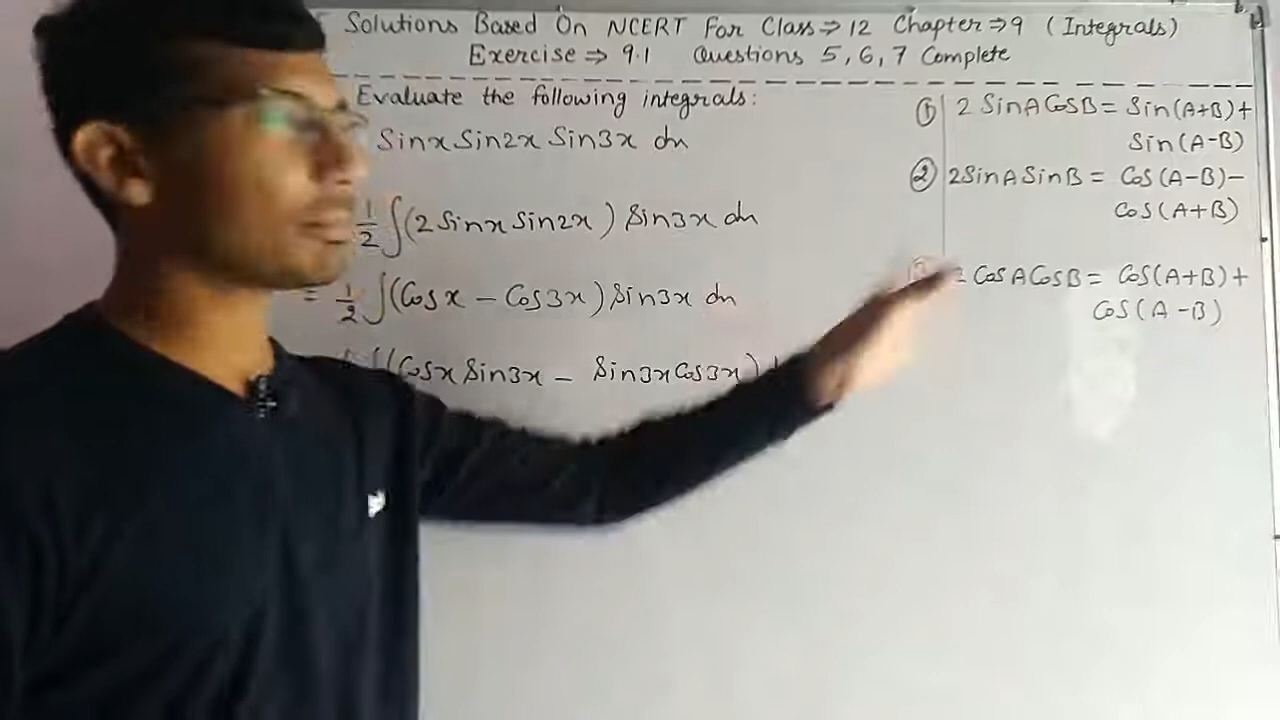 Solutions Based On NCERT For Class⇒12 Chapter⇒9 (Integrals)
Exercise⇒ 9.1 Questions 5,6,7 Complete
Evaluate the following integrals:
Sinx Sin2x Sin3x dx
1/2 ∫(2 Sinx Sin2x) Sin3x dx
= 1/2 ∫(Cosx − Cos3x) Sin3x dx
∫(Cosx Sin3x − Sin3x Cos3x)
① 2 SinA CosB = Sin(A+B)+
Sin(A-B)
② 2SinA SinB = Cos(A-B)−
Cos(A+B)
2 CosA CosB = Cos(A+B)+
Cos(A-B)